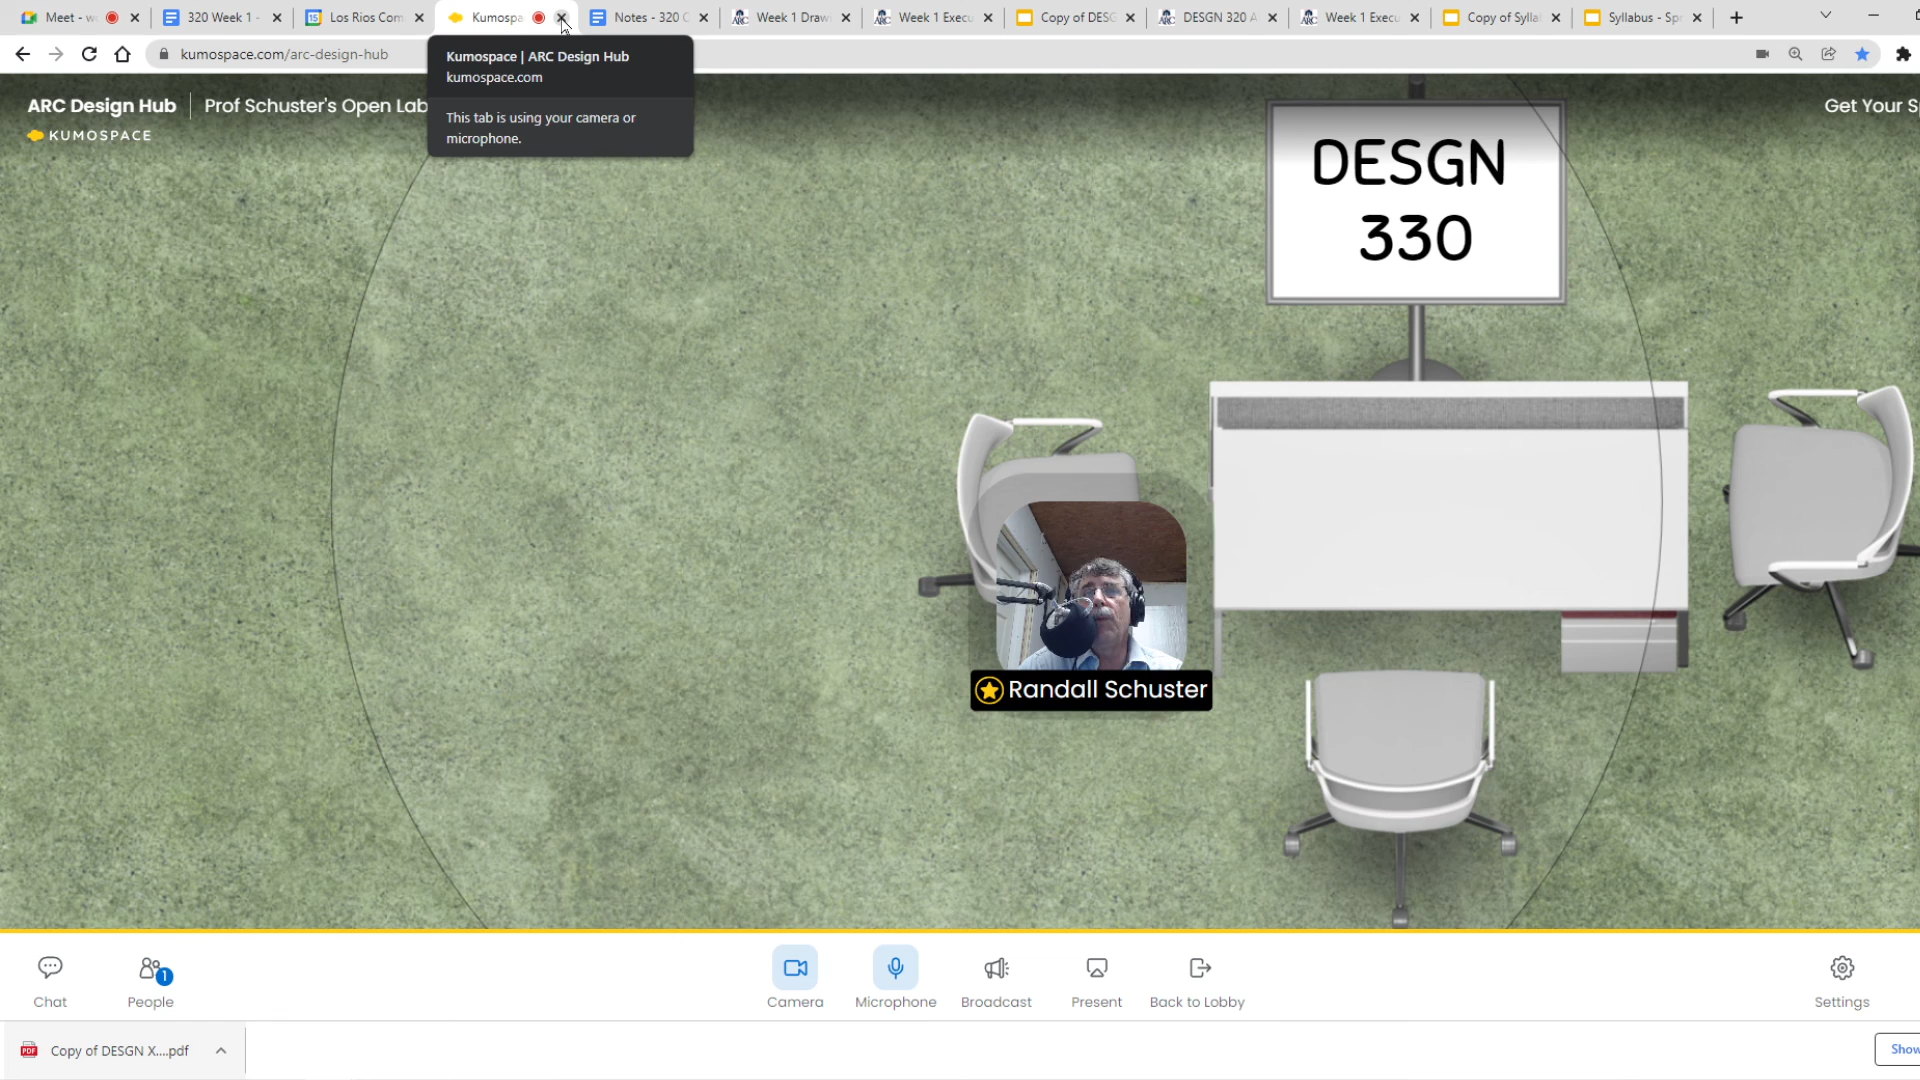 Meet - w
320 Week 1 -
Los Rios Com
Kumospa
Notes - 320 C
Week 1 Draw
Week 1 Execu
Copy of DESG
DESGN 320 A
Week 1 Execu
Copy of Sylla
Syllabus - Spr
kumospace.com/arc-design-hub
Kumospace | ARC Design Hub
kumospace.com
This tab is using your camera or
microphone.
ARC Design Hub
Prof Schuster's Open Lab
KUMOSPACE
Get Your S
DESGN
330
Randall Schuster
Chat
People
1
Camera
Microphone
Broadcast
Present
Back to Lobby
Settings
PDF
Copy of DESGN X....pdf
Show